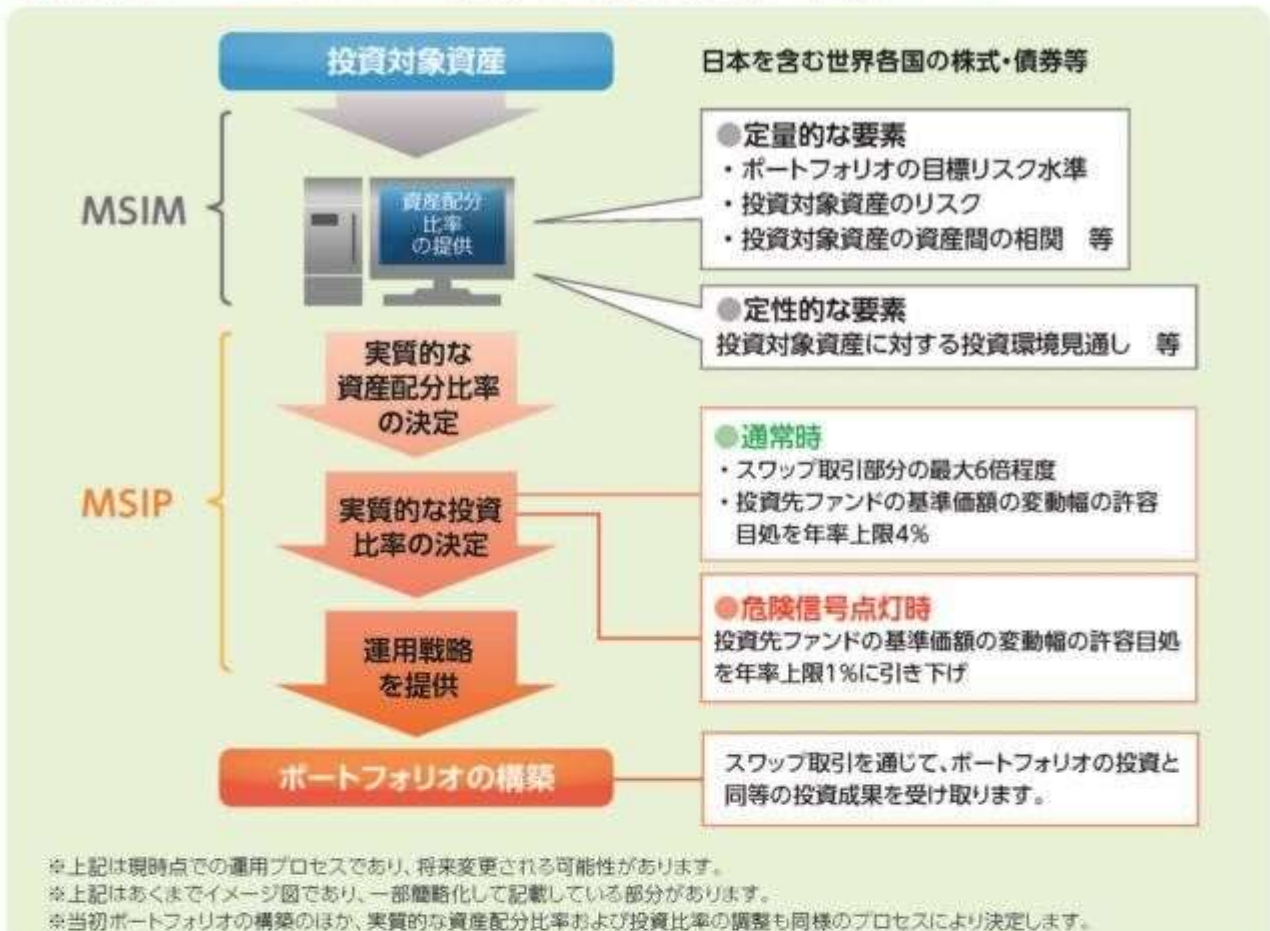 投資対象資産
日本を含む世界各国の株式・債券等
MSIM
資産配分
比率
の提供
●定量的な要素
・ポートフォリオの目標リスク水準
・投資対象資産のリスク
・投資対象資産の資産間の相関　等
●定性的な要素
投資対象資産に対する投資環境見通し　等
MSIP
実質的な
資産配分比率
の決定
実質的な投資
比率の決定
●通常時
・スワップ取引部分の最大6倍程度
・投資先ファンドの基準価額の変動幅の許容
目処を年率上限4%
●危険信号点灯時
投資先ファンドの基準価額の変動幅の許容目処
を年率上限1%に引き下げ
運用戦略
を提供
ポートフォリオの構築
スワップ取引を通じて、ポートフォリオの投資と
同等の投資成果を受け取ります。
※上記は現時点での運用プロセスであり、将来変更される可能性があります。
※上記はあくまでイメージ図であり、一部簡略化して記載している部分があります。
※当初ポートフォリオの構築のほか、実質的な資産配分比率および投資比率の調整も同様のプロセスにより決定します。